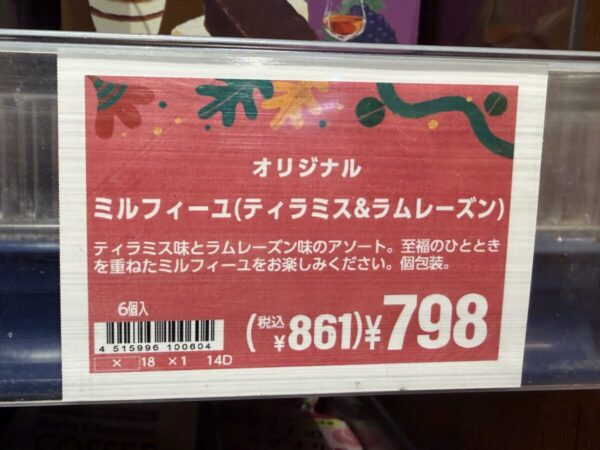 オリジナル
ミルフィーユ(ティラミス&ラムレーズン)
ティラミス味とラムレーズン味のアソート。至福のひととき
を重ねたミルフィーユをお楽しみください。個包装。
6個入
(税込¥861)¥798
4 515996 100604
× 18 ×1 14D